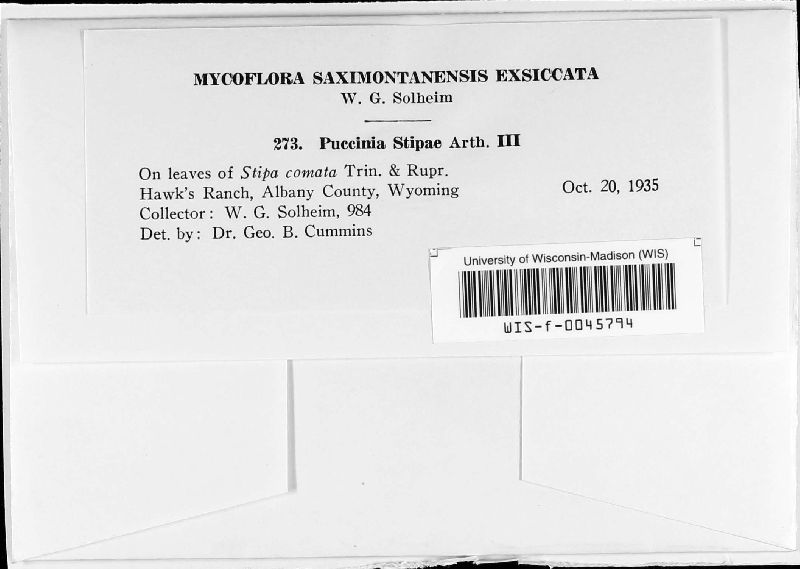 MYCOFLORA SAXIMONTANENSIS EXSICCATA
W. G. Solheim
273. Puccinia Stipae Arth. III
On leaves of Stipa comata Trin. & Rupr.
Hawk's Ranch, Albany County, Wyoming
Oct. 20, 1935
Collector: W. G. Solheim, 984
Det. by: Dr. Geo. B. Cummins
University of Wisconsin-Madison (WIS)
WIS-f-0045794